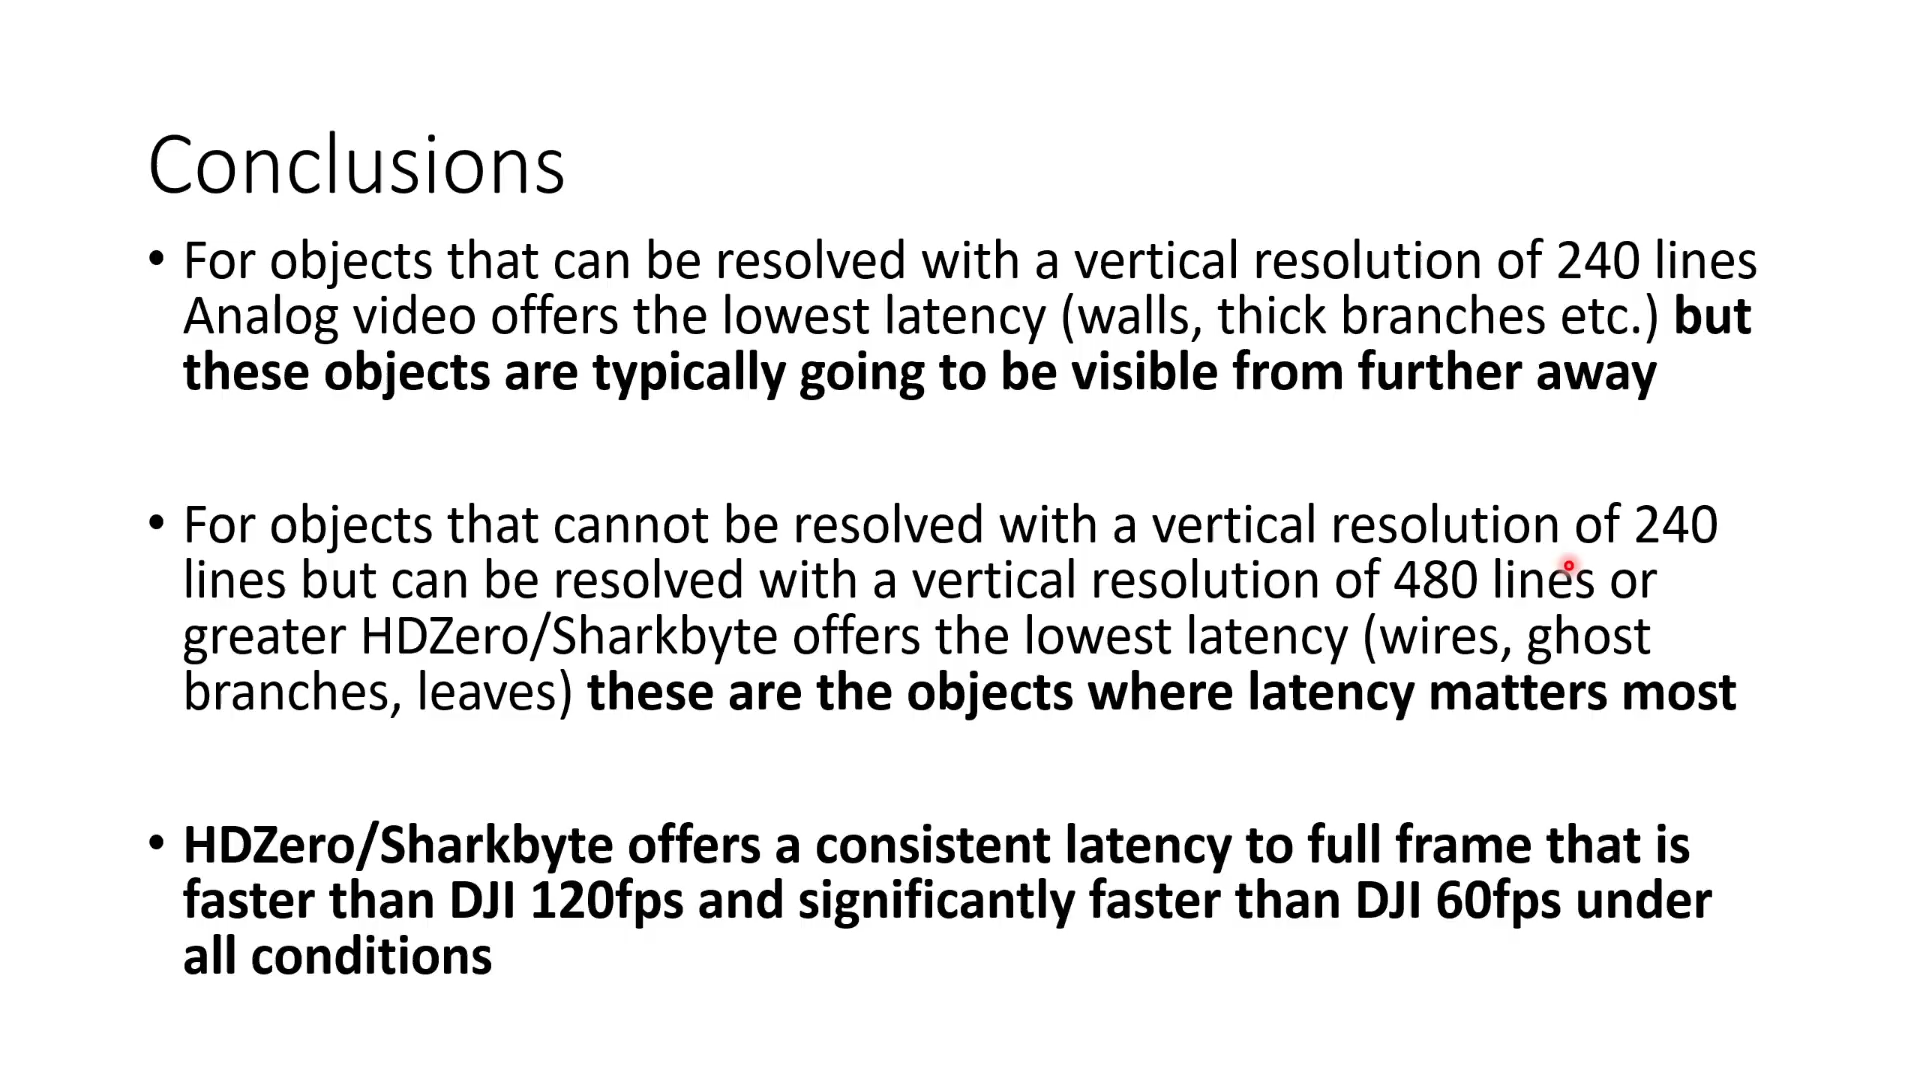 Conclusions
• For objects that can be resolved with a vertical resolution of 240 lines
Analog video offers the lowest latency (walls, thick branches etc.) but
these objects are typically going to be visible from further away
• For objects that cannot be resolved with a vertical resolution of 240
lines but can be resolved with a vertical resolution of 480 lines or
greater HDZero/Sharkbyte offers the lowest latency (wires, ghost
branches, leaves) these are the objects where latency matters most
• HDZero/Sharkbyte offers a consistent latency to full frame that is
faster than DJI 120fps and significantly faster than DJI 60fps under
all conditions